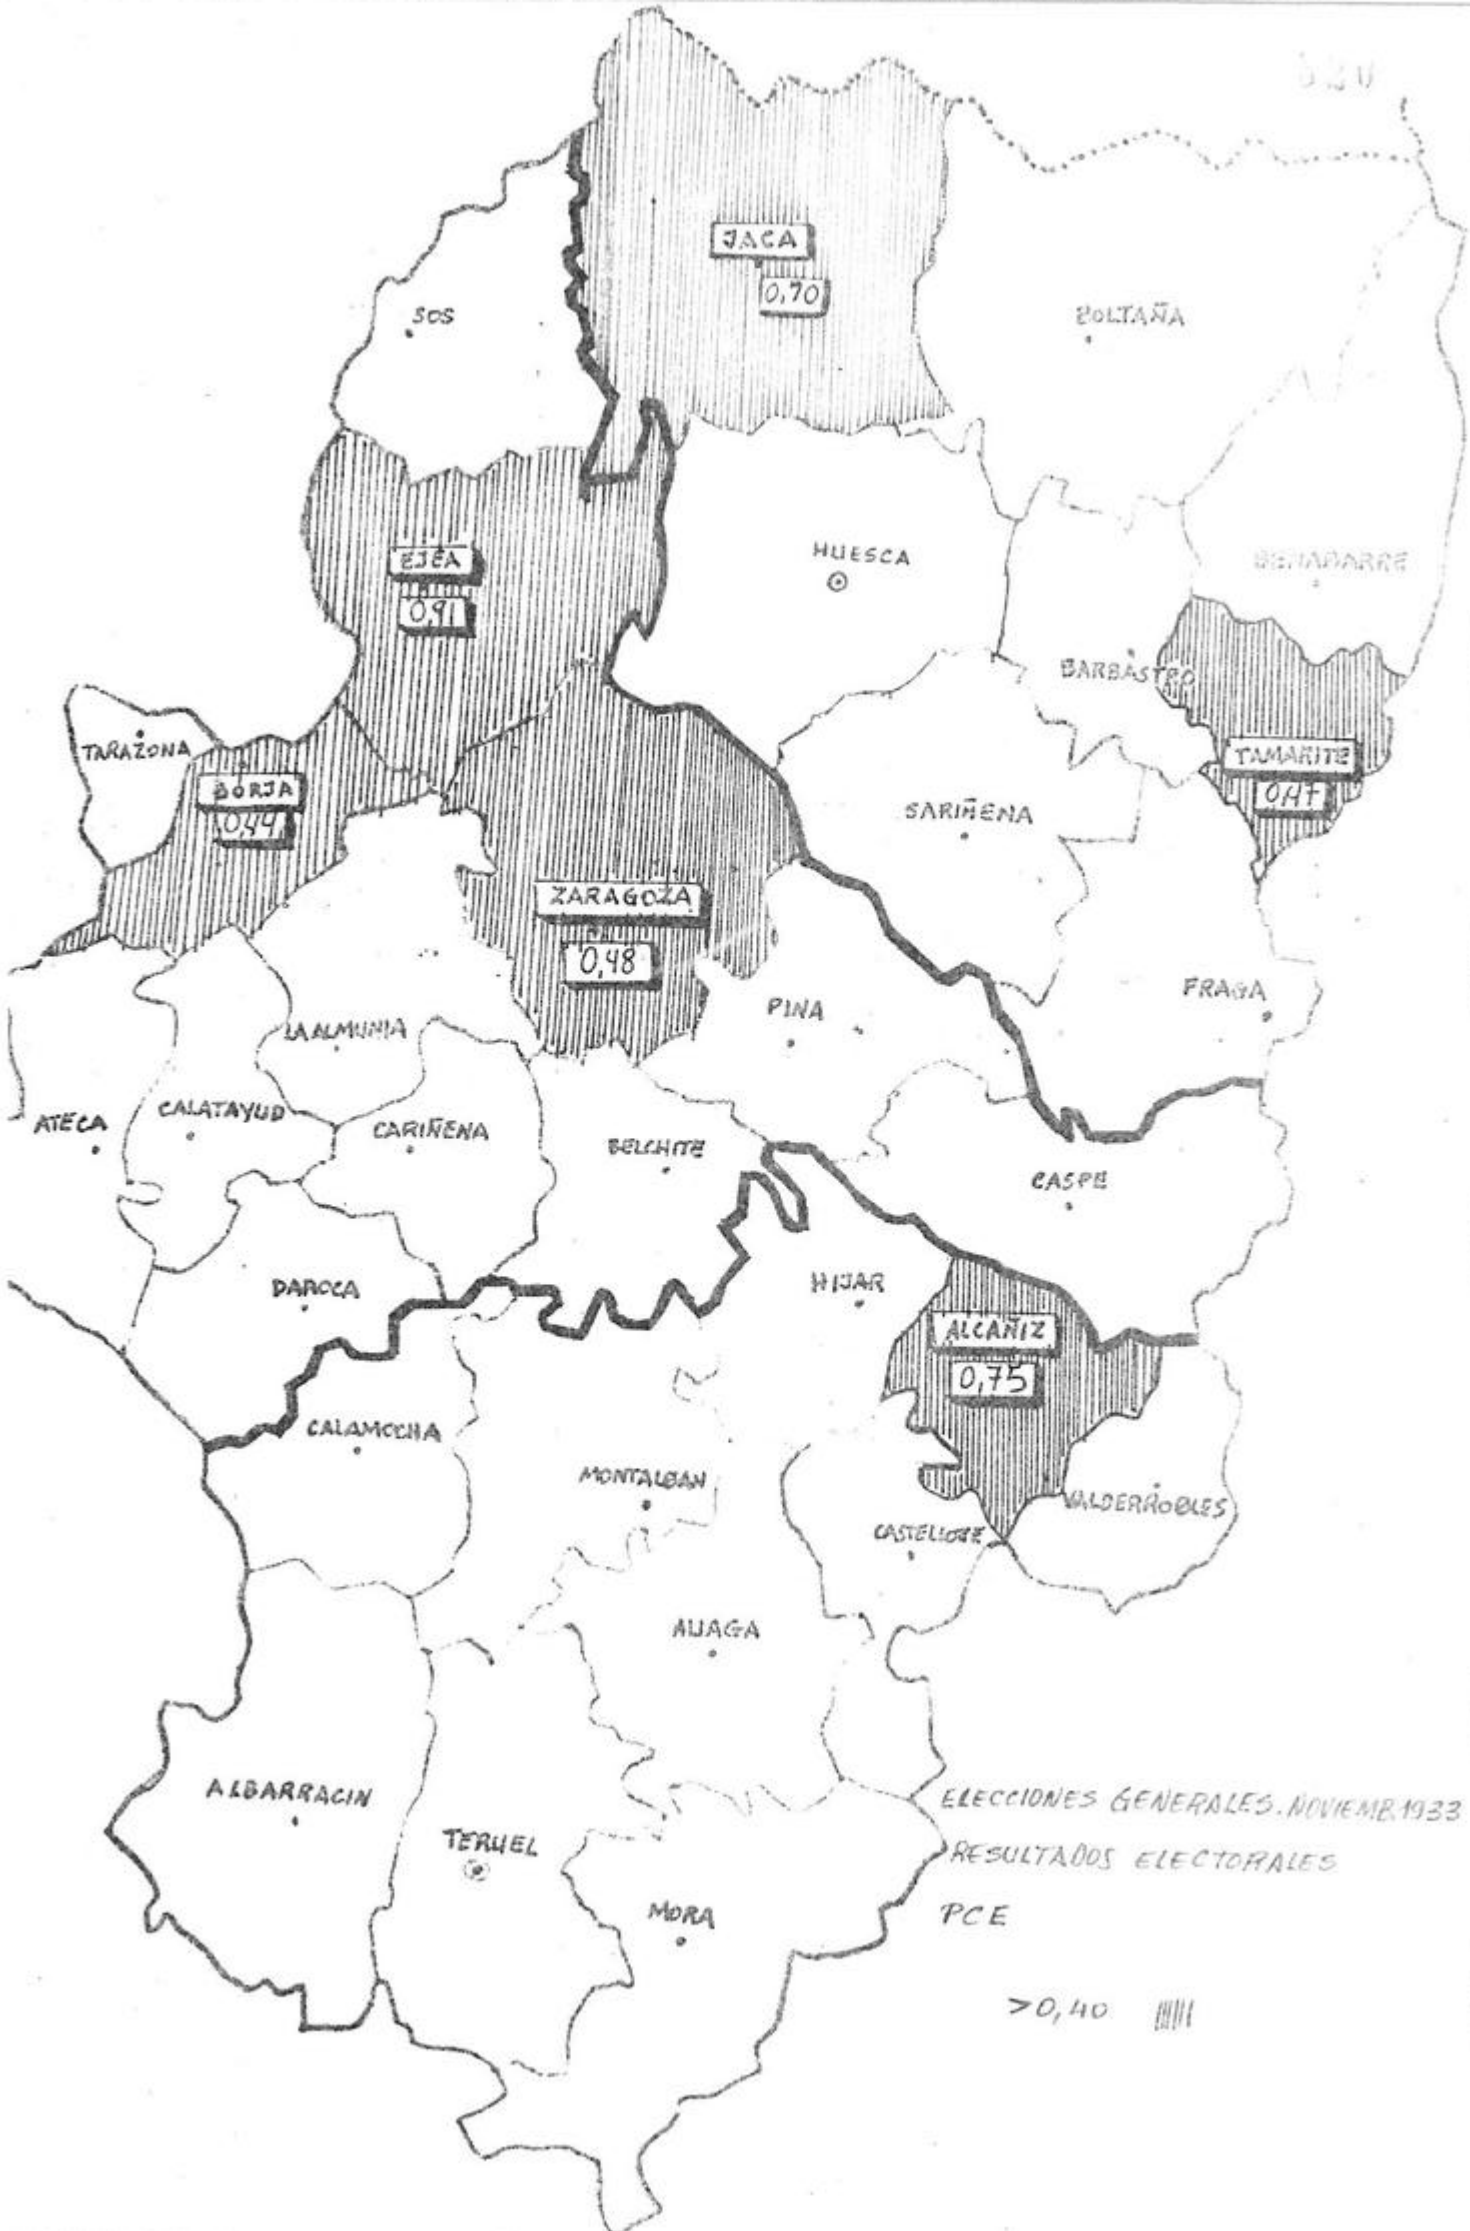 JACA
0,70
SOS
BOLTAÑA
HUESCA
EJEA
0,91
BENABARRE
BARBASTRO
TARAZONA
BORJA
0,44
TAMARITE
0,47
SARIÑENA
ZARAGOZA
0,48
FRAGA
PINA
LA ALMUNIA
ATECA
CALATAYUD
CARIÑENA
BELCHITE
CASPE
DAROCA
HIJAR
ALCAÑIZ
0,75
CALAMOCHA
MONTALBAN
VALDERROBLES
CASTELLOTE
ALIAGA
ALBARRACIN
TERUEL
MORA
ELECCIONES GENERALES. NOVIEMB.1933
RESULTADOS ELECTORALES
PCE
>0,40